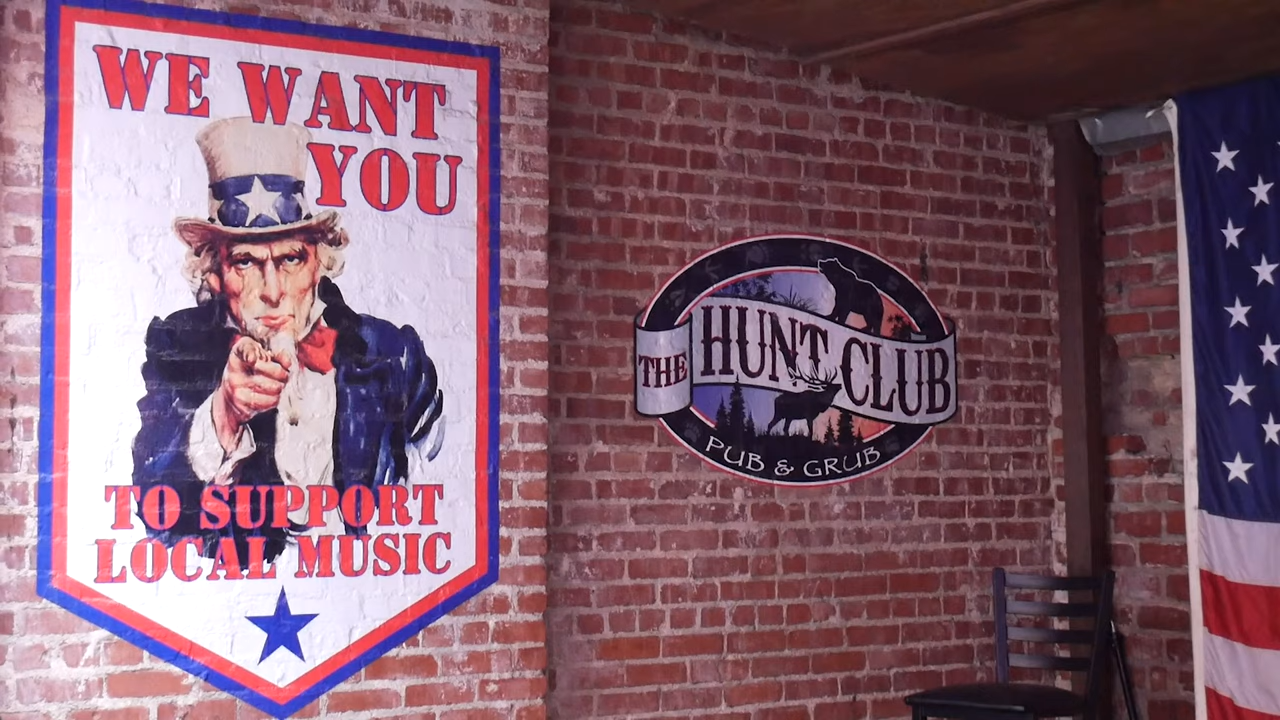 WE WANT
YOU
TO SUPPORT
LOCAL MUSIC
THE HUNT CLUB
PUB & GRUB